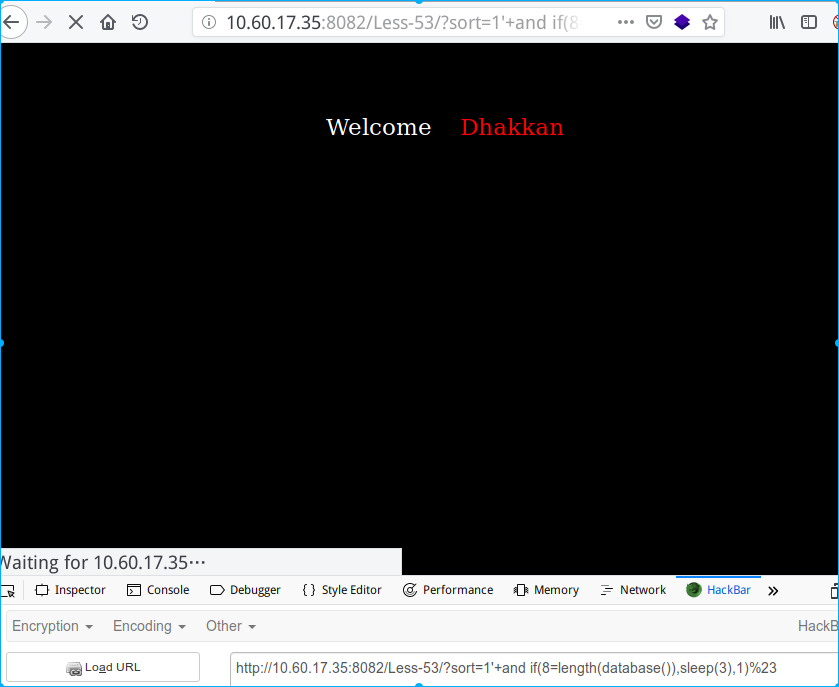 10.60.17.35:8082/Less-53/?sort=1'+and if(8
Welcome Dhakkan
Waiting for 10.60.17.35…
Inspector Console Debugger { } Style Editor Performance Memory Network HackBar »
Encryption Encoding Other HackB
Load URL http://10.60.17.35:8082/Less-53/?sort=1'+and if(8=length(database()),sleep(3),1)%23